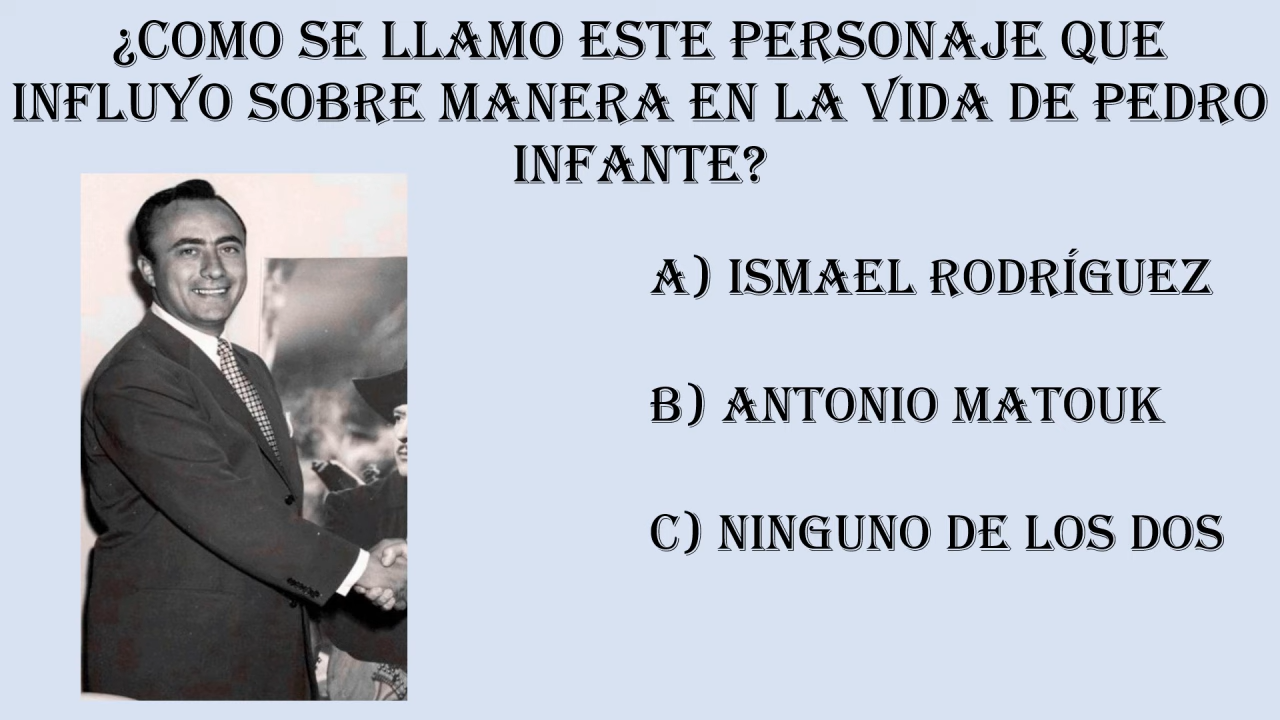 ¿COMO SE LLAMO ESTE PERSONAJE QUE
INFLUYO SOBRE MANERA EN LA VIDA DE PEDRO
INFANTE?
A) ISMAEL RODRÍGUEZ
B) ANTONIO MATOUK
C) NINGUNO DE LOS DOS